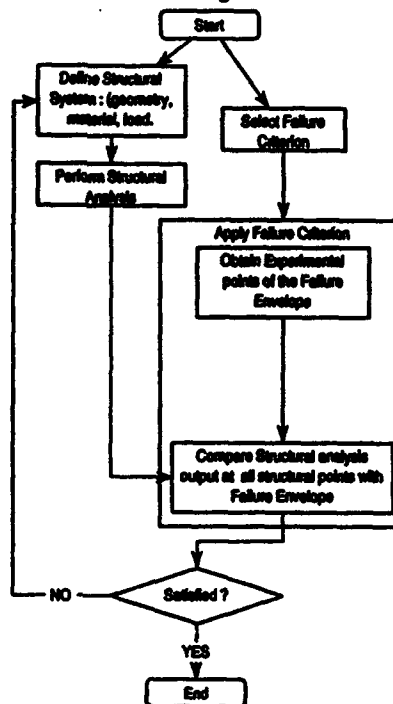 Start
Define Structural
System : (geometry,
material, load.
Select Failure
Criterion
Perform Structural
Analysis
Apply Failure Criterion
Obtain Experimental
points of the Failure
Envelope
Compare Structural analysis
output at all structural points with
Failure Envelope
NO
Satisfied ?
YES
End